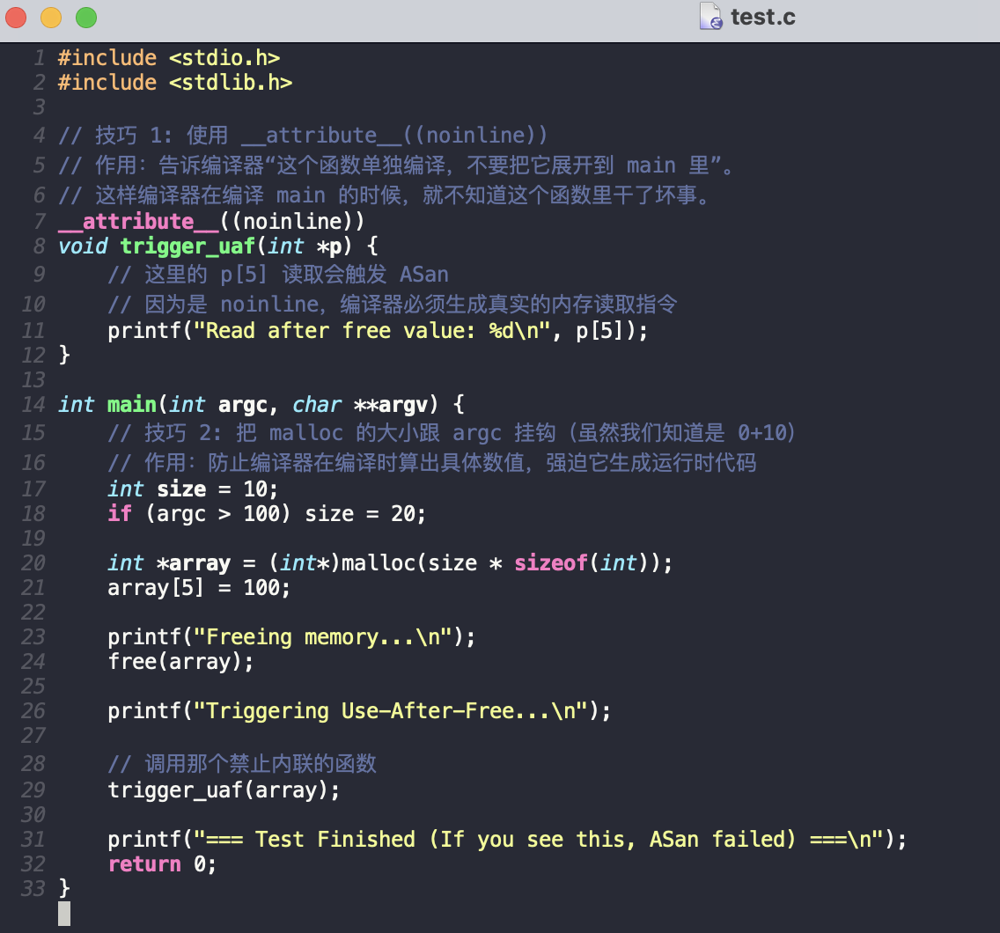 test.c
1 #include <stdio.h>
2 #include <stdlib.h>
3
4 // 技巧 1: 使用 __attribute__((noinline))
5 // 作用：告诉编译器“这个函数单独编译，不要把它展开到 main 里”。
6 // 这样编译器在编译 main 的时候，就不知道这个函数里干了坏事。
7 __attribute__((noinline))
8 void trigger_uaf(int *p) {
9     // 这里的 p[5] 读取会触发 ASan
10     // 因为是 noinline，编译器必须生成真实的内存读取指令
11     printf("Read after free value: %d\n", p[5]);
12 }
13
14 int main(int argc, char **argv) {
15     // 技巧 2: 把 malloc 的大小跟 argc 挂钩（虽然我们知道是 0+10）
16     // 作用：防止编译器在编译时算出具体数值，强迫它生成运行时代码
17     int size = 10;
18     if (argc > 100) size = 20;
19
20     int *array = (int*)malloc(size * sizeof(int));
21     array[5] = 100;
22
23     printf("Freeing memory...\n");
24     free(array);
25
26     printf("Triggering Use-After-Free...\n");
27
28     // 调用那个禁止内联的函数
29     trigger_uaf(array);
30
31     printf("=== Test Finished (If you see this, ASan failed) ===\n");
32     return 0;
33 }